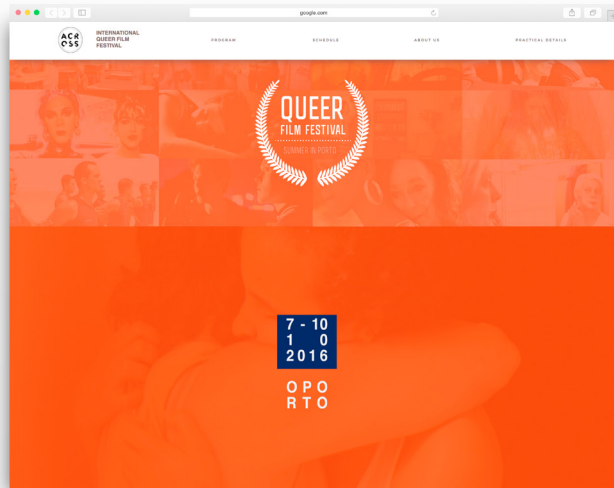 google.com
ACR
OSS
INTERNATIONAL
QUEER FILM
FESTIVAL
PROGRAM
SCHEDULE
ABOUT US
PRACTICAL DETAILS
QUEER
FILM FESTIVAL
SUMMER IN PORTO
7 - 10
1 0
2016
OPO
RTO